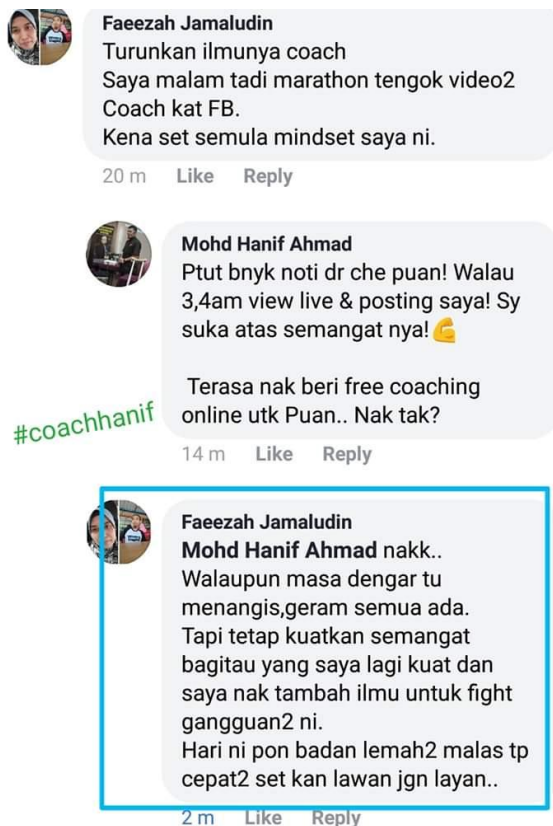 Faeezah Jamaludin
Turunkan ilmunya coach
Saya malam tadi marathon tengok video2
Coach kat FB.
Kena set semula mindset saya ni.
20 m Like Reply
Mohd Hanif Ahmad
Ptut bnyk noti dr che puan! Walau
3,4am view live & posting saya! Sy
suka atas semangat nya!💪
Terasa nak beri free coaching
online utk Puan.. Nak tak?
#coachhanif
14 m Like Reply
Faeezah Jamaludin
Mohd Hanif Ahmad nakk..
Walaupun masa dengar tu
menangis,geram semua ada.
Tapi tetap kuatkan semangat
bagitau yang saya lagi kuat dan
saya nak tambah ilmu untuk fight
gangguan2 ni.
Hari ni pon badan lemah2 malas tp
cepat2 set kan lawan jgn layan..
2 m Like Reply